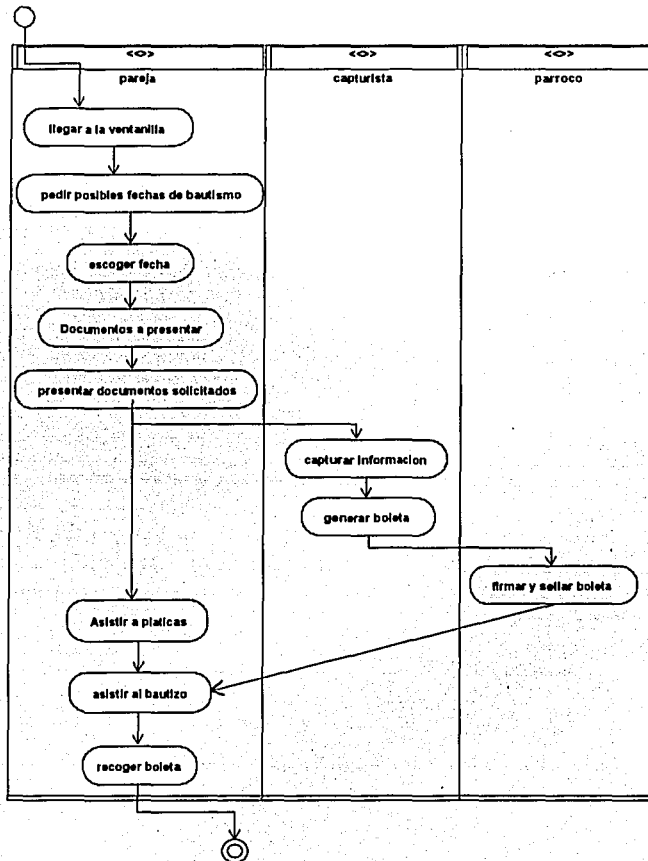 <<o>>
<<o>>
<<o>>
pareja
capturista
parroco
llegar a la ventanilla
pedir posibles fechas de bautismo
escoger fecha
Documentos a presentar
presentar documentos solicitados
capturar informacion
generar boleta
firmar y sellar boleta
Asistir a platicas
asistir al bautizo
recoger boleta